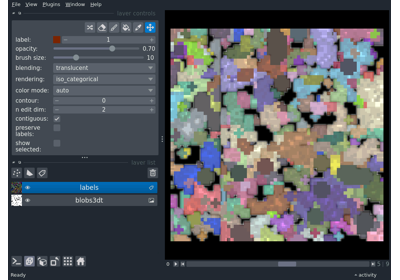 File View Plugins Window Help
layer controls
label: 1
opacity: 0.70
brush size: 10
blending: translucent
rendering: iso_categorical
color mode: auto
contour: 0
n edit dim: 2
contiguous:
preserve
labels:
show
selected:
layer list
labels
blobs3dt
Ready
activity